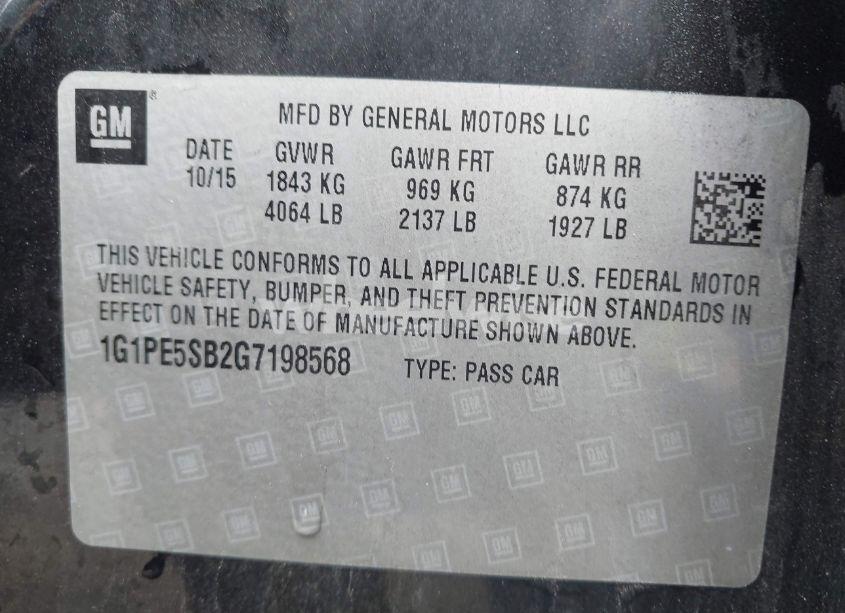 GM
MFD BY GENERAL MOTORS LLC
DATE GVWR GAWR FRT GAWR RR
10/15 1843 KG 969 KG 874 KG
4064 LB 2137 LB 1927 LB
THIS VEHICLE CONFORMS TO ALL APPLICABLE U.S. FEDERAL MOTOR
VEHICLE SAFETY, BUMPER, AND THEFT PREVENTION STANDARDS IN
EFFECT ON THE DATE OF MANUFACTURE SHOWN ABOVE.
1G1PE5SB2G7198568 TYPE: PASS CAR